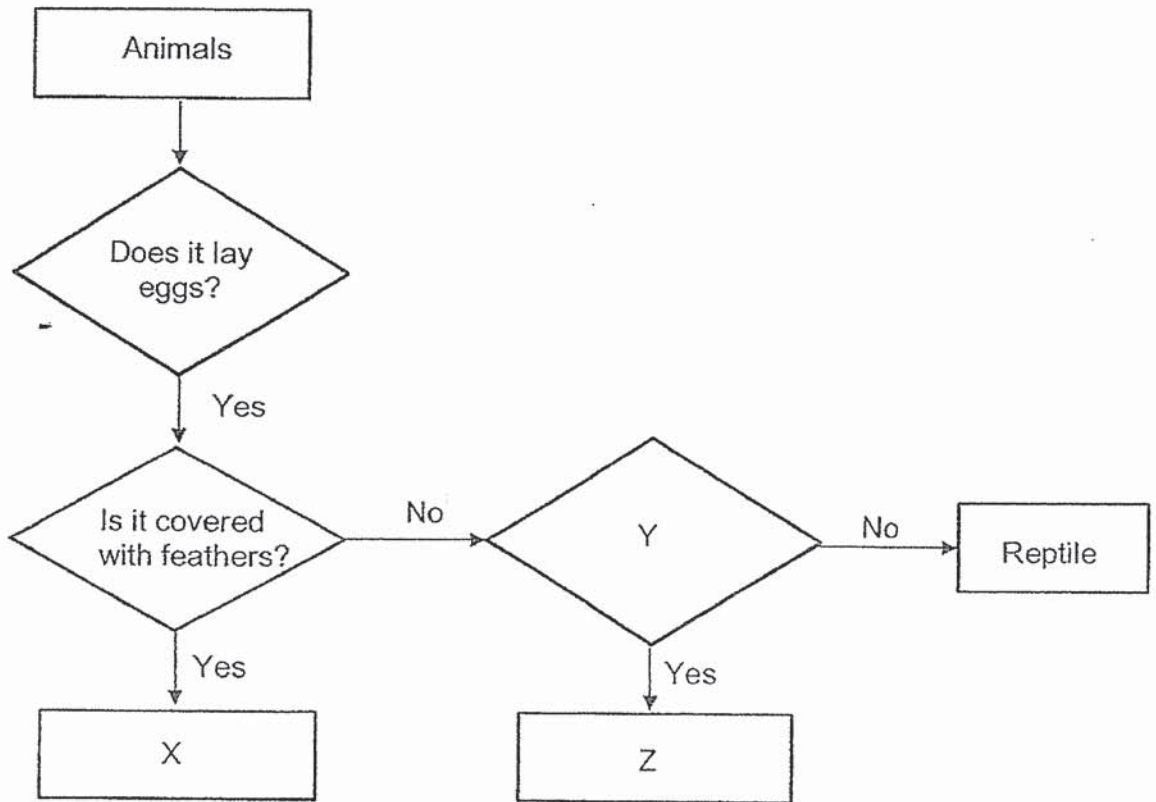 Animals
Does it lay
eggs?
Yes
Is it covered
with feathers?
No
Y
No
Reptile
Yes
Yes
X
Z